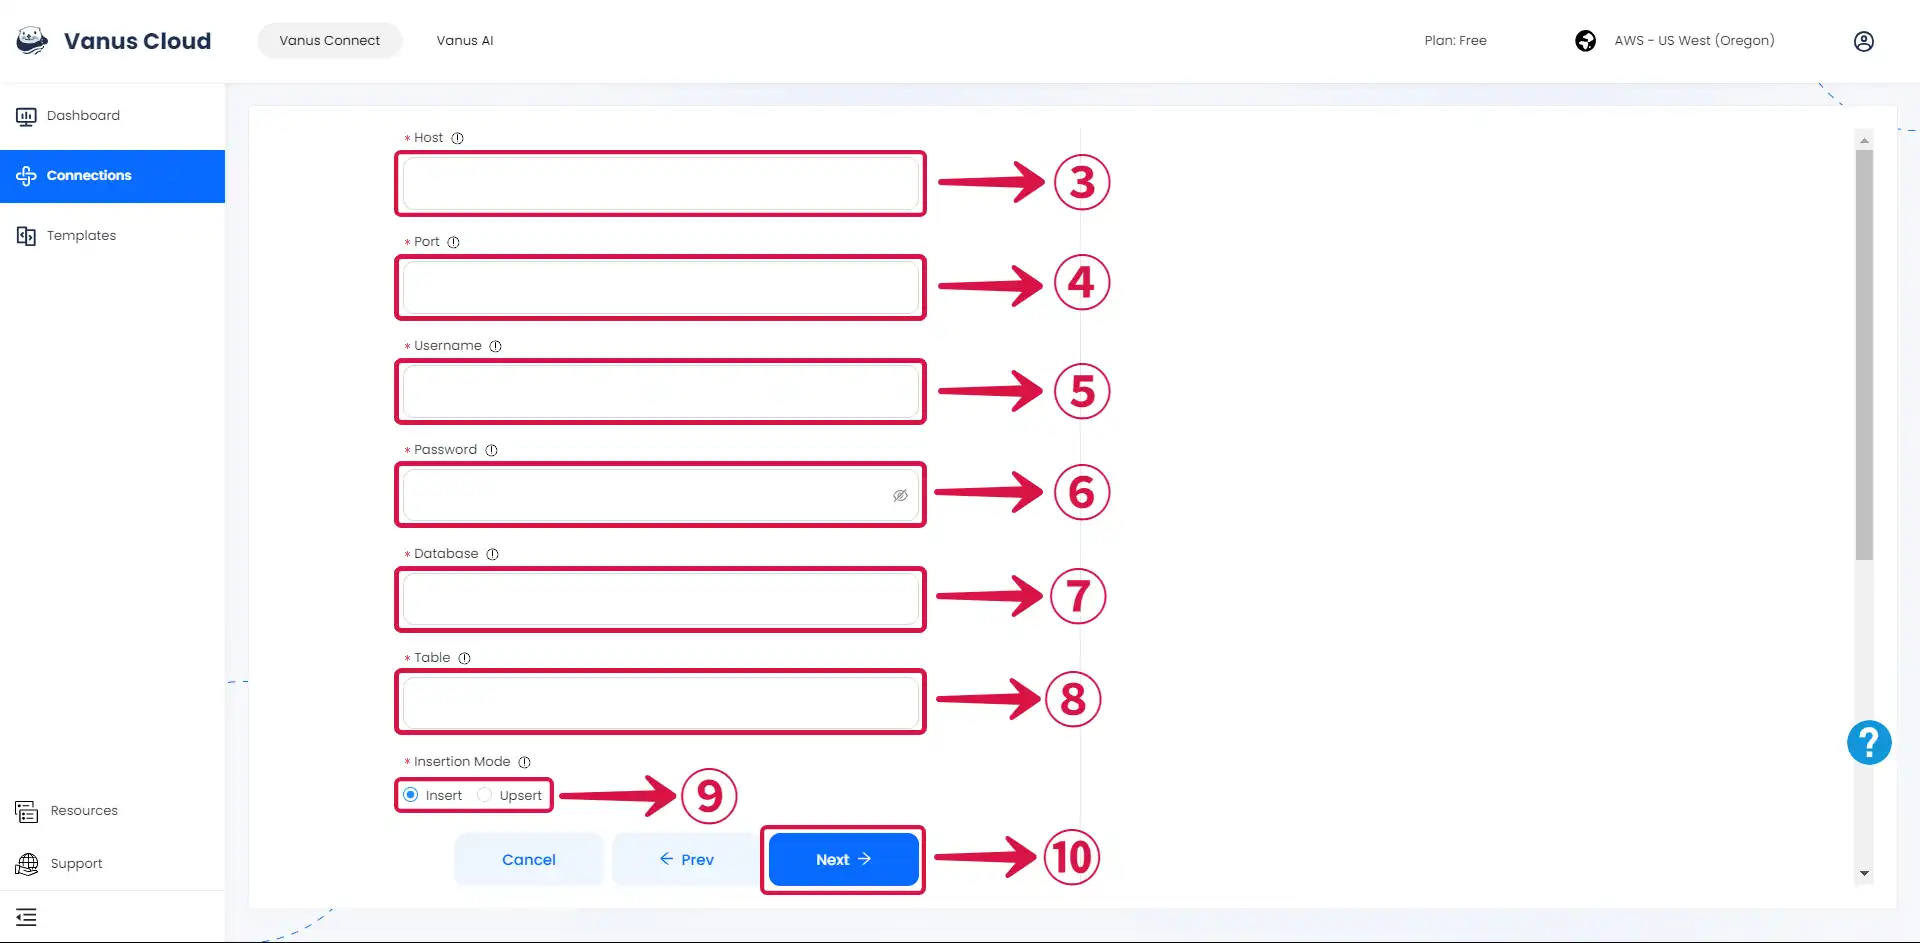 Vanus Cloud
Vanus Connect
Vanus AI
Plan: Free
AWS - US West (Oregon)
Dashboard
Connections
Templates
Resources
Support
* Host
③
* Port
④
* Username
⑤
* Password
⑥
* Database
⑦
* Table
⑧
* Insertion Mode
Insert Upsert
⑨
Cancel
← Prev
Next →
⑩
?